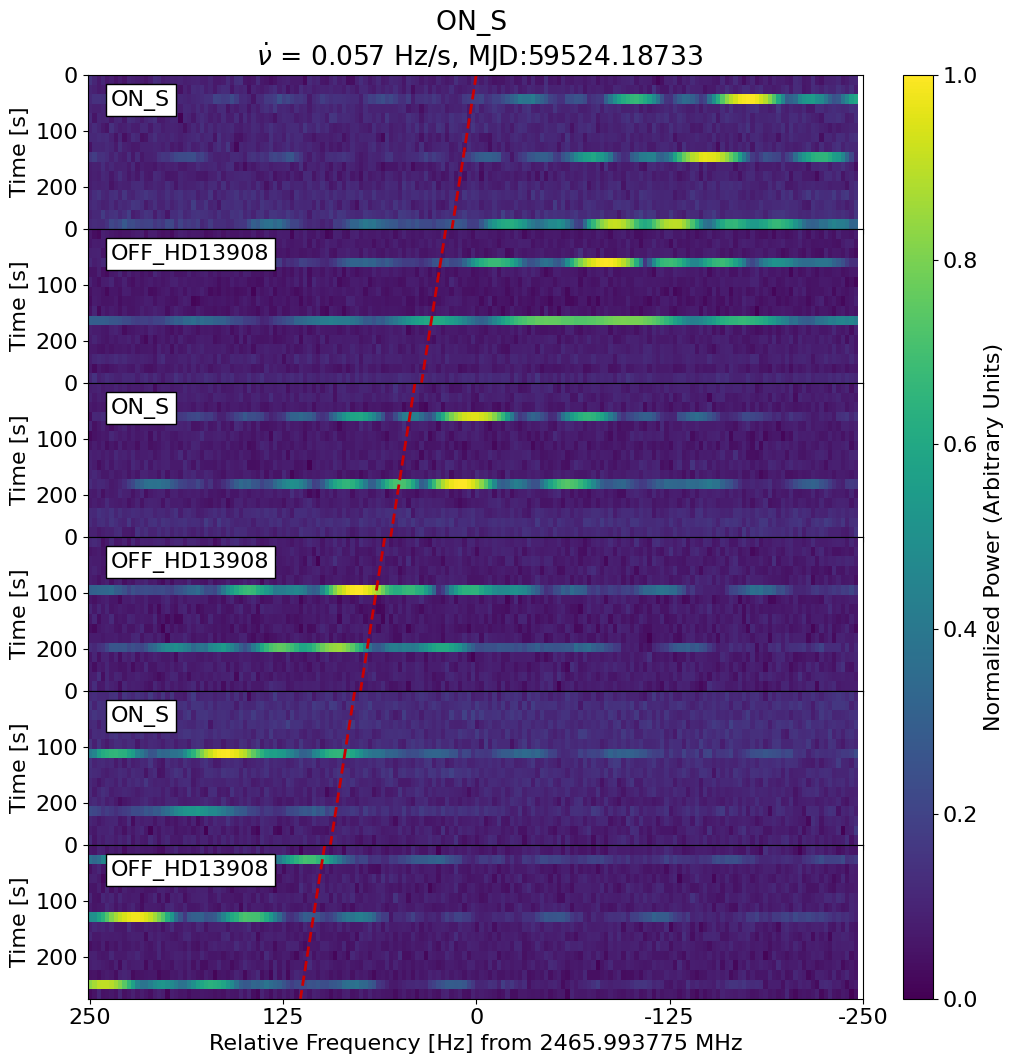 ON_S
ν̇ = 0.057 Hz/s, MJD:59524.18733
0
ON_S
100
Time [s]
200
0
OFF_HD13908
100
Time [s]
200
0
ON_S
100
Time [s]
200
0
OFF_HD13908
100
Time [s]
200
0
ON_S
100
Time [s]
200
0
OFF_HD13908
100
Time [s]
200
250 125 0 -125 -250
Relative Frequency [Hz] from 2465.993775 MHz
1.0
0.8
0.6
0.4
0.2
0.0
Normalized Power (Arbitrary Units)